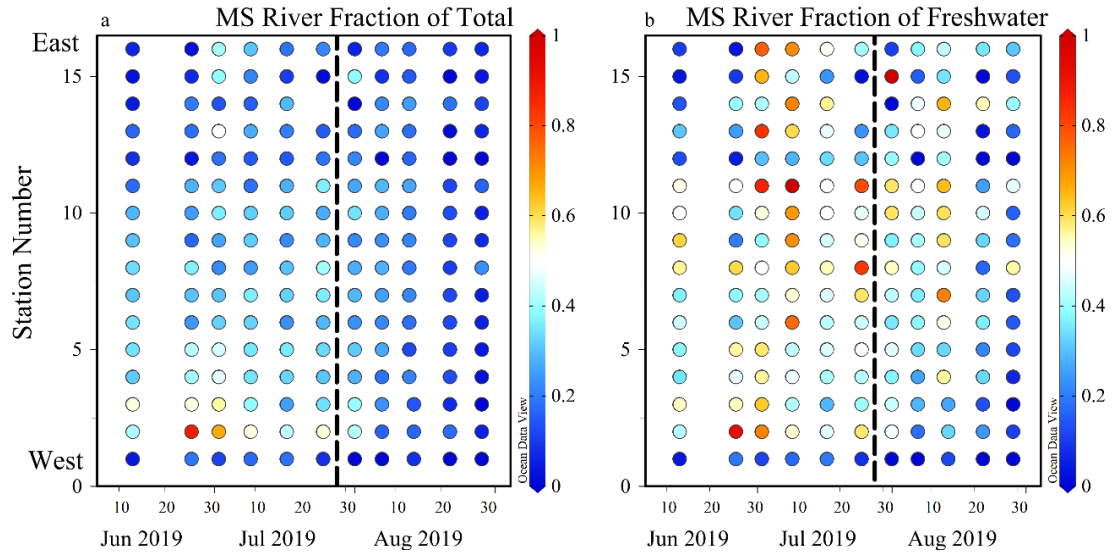 a MS River Fraction of Total
b MS River Fraction of Freshwater
East
West
Station Number
15
10
5
0
10 20 30 10 20 30 10 20 30
Jun 2019 Jul 2019 Aug 2019
1
0.8
0.6
0.4
0.2
0
Ocean Data View
15
10
5
0
10 20 30 10 20 30 10 20 30
Jun 2019 Jul 2019 Aug 2019
1
0.8
0.6
0.4
0.2
0
Ocean Data View